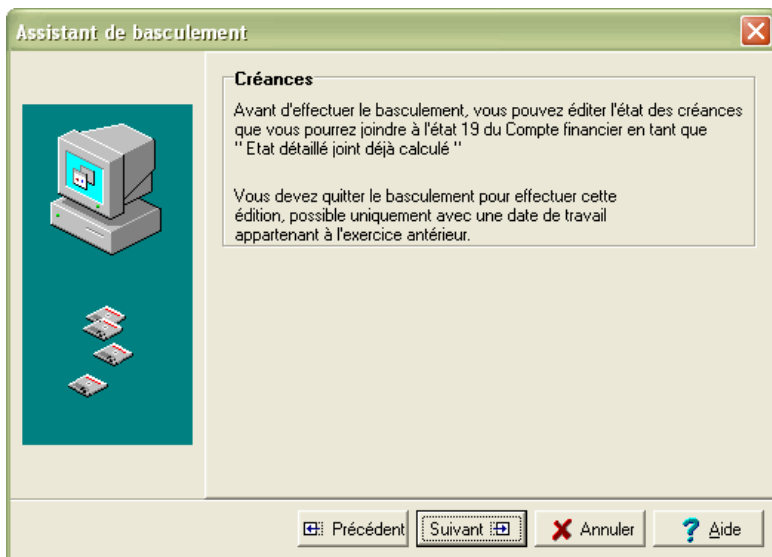 Assistant de basculement
Créances
Avant d'effectuer le basculement, vous pouvez éditer l'état des créances
que vous pourrez joindre à l'état 19 du Compte financier en tant que
" Etat détaillé joint déjà calculé "
Vous devez quitter le basculement pour effectuer cette
édition, possible uniquement avec une date de travail
appartenant à l'exercice antérieur.
Précédent Suivant Annuler Aide